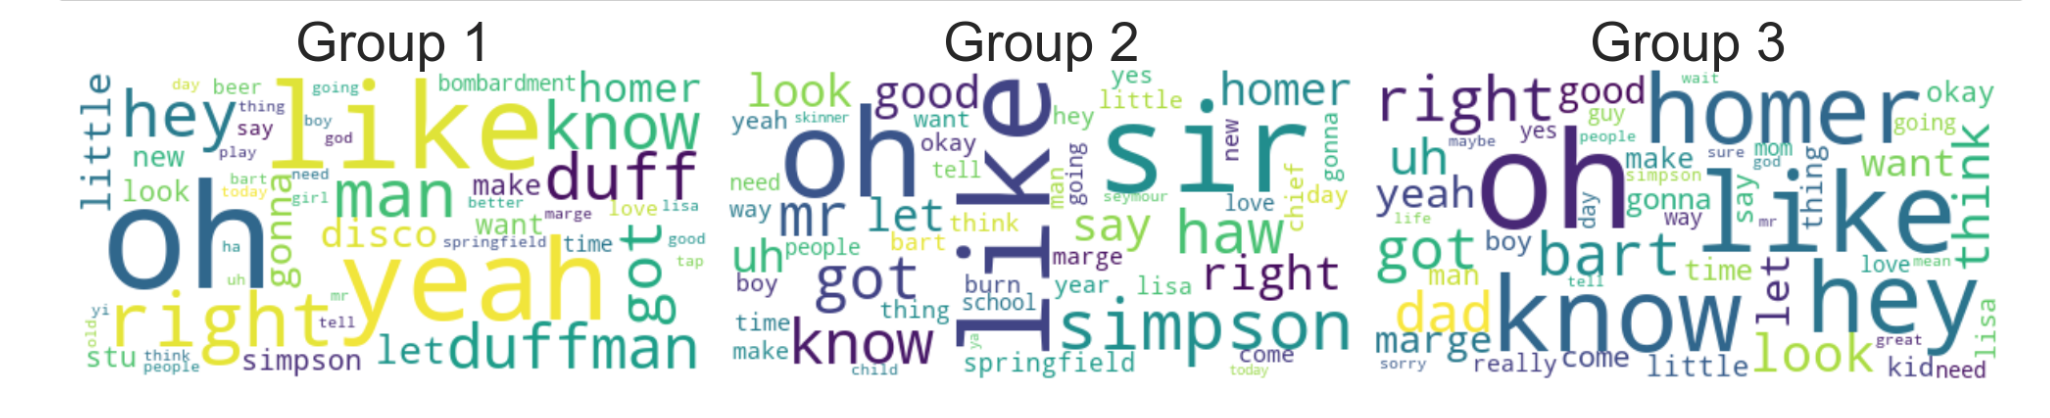 Group 1
Group 2
Group 3
little
day
beer
going
bombardment
homer
hey
thing
like
say
boy
god
know
new
play
look
bart
today
need
girl
man
make
duff
better
marge
love
lisa
oh
ha
uh
gonna
disco
want
springfield
time
got
good
tap
yeah
mr
yi
right
tell
old
stu
think
people
simpson
let
duffman
look
good
yes
little
homer
yeah
skinner
want
hey
oh
okay
like
sir
new
gonna
tell
going
man
need
way
mr
let
think
seymour
love
chief
day
say
haw
bart
uh
people
marge
right
boy
got
burn
school
year
lisa
thing
time
know
make
ya
simpson
springfield
child
come
today
right
good
wait
homer
okay
guy
going
maybe
yes
people
uh
oh
make
sure
mom
god
thing
want
think
simpson
yeah
day
gonna
way
say
mr
like
life
got
boy
bart
man
tell
time
let
love
mean
hey
dad
know
marge
lisa
sorry
really
come
little
look
great
kid
need